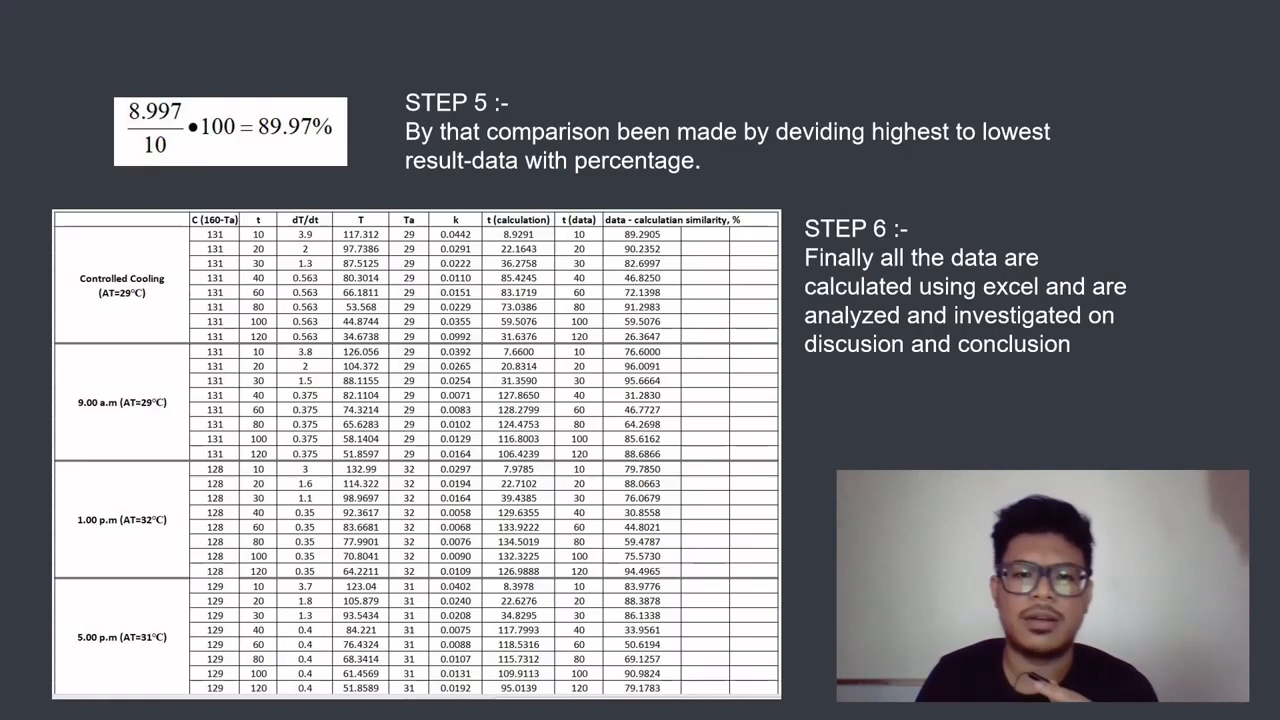 8.997
10
●100 = 89.97%
STEP 5 :-
By that comparison been made by deviding highest to lowest
result-data with percentage.
C (160-Ta) t dT/dt T Ta k t (calculation) t (data) data - calculatian similarity, %
Controlled Cooling
(AT=29℃)
131 10 3.9 117.312 29 0.0442 8.9291 10 89.2905
131 20 2 97.7386 29 0.0291 22.1643 20 90.2352
131 30 1.3 87.5125 29 0.0222 36.2758 30 82.6997
131 40 0.563 80.3014 29 0.0110 85.4245 40 46.8250
131 60 0.563 66.1811 29 0.0151 83.1719 60 72.1398
131 80 0.563 53.568 29 0.0229 73.0386 80 91.2983
131 100 0.563 44.8744 29 0.0355 59.5076 100 59.5076
131 120 0.563 34.6738 29 0.0992 31.6376 120 26.3647
9.00 a.m (AT=29℃)
131 10 3.8 126.056 29 0.0392 7.6600 10 76.6000
131 20 2 104.372 29 0.0265 20.8314 20 96.0091
131 30 1.5 88.1155 29 0.0254 31.3590 30 95.6664
131 40 0.375 82.1104 29 0.0071 127.8650 40 31.2830
131 60 0.375 74.3214 29 0.0083 128.2799 60 46.7727
131 80 0.375 65.6283 29 0.0102 124.4753 80 64.2698
131 100 0.375 58.1404 29 0.0129 116.8003 100 85.6162
131 120 0.375 51.8597 29 0.0164 106.4239 120 88.6866
1.00 p.m (AT=32℃)
128 10 3 132.99 32 0.0297 7.9785 10 79.7850
128 20 1.6 114.322 32 0.0194 22.7102 20 88.0663
128 30 1.1 98.9697 32 0.0164 39.4385 30 76.0679
128 40 0.35 92.3617 32 0.0058 129.6355 40 30.8558
128 60 0.35 83.6681 32 0.0068 133.9222 60 44.8021
128 80 0.35 77.9901 32 0.0076 134.5019 80 59.4787
128 100 0.35 70.8041 32 0.0090 132.3225 100 75.5730
128 120 0.35 64.2211 32 0.0109 126.9888 120 94.4965
5.00 p.m (AT=31℃)
129 10 3.7 123.04 31 0.0402 8.3978 10 83.9776
129 20 1.8 105.879 31 0.0240 22.6276 20 88.3878
129 30 1.3 93.5434 31 0.0208 34.8295 30 86.1338
129 40 0.4 84.221 31 0.0075 117.7993 40 33.9561
129 60 0.4 76.4324 31 0.0088 118.5316 60 50.6194
129 80 0.4 68.3414 31 0.0107 115.7312 80 69.1257
129 100 0.4 61.4569 31 0.0131 109.9113 100 90.9824
129 120 0.4 51.8589 31 0.0192 95.0139 120 79.1783
STEP 6 :-
Finally all the data are
calculated using excel and are
analyzed and investigated on
discusion and conclusion